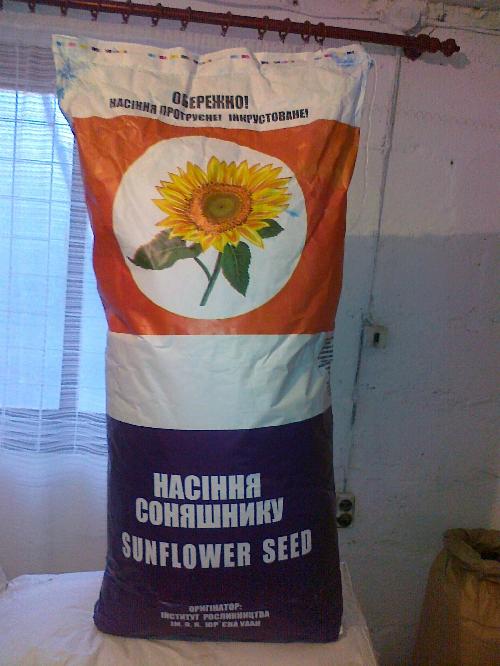 ОБЕРЕЖНО!
НАСІННЯ ПРОТРУЄНЕ! ІНКРУСТОВАНЕ!
НАСІННЯ
СОНЯШНИКУ
SUNFLOWER SEED
ОРИГІНАТОР:
ІНСТИТУТ РОСЛИННИЦТВА
ІМ. В. Я. ЮР'ЄВА УААН